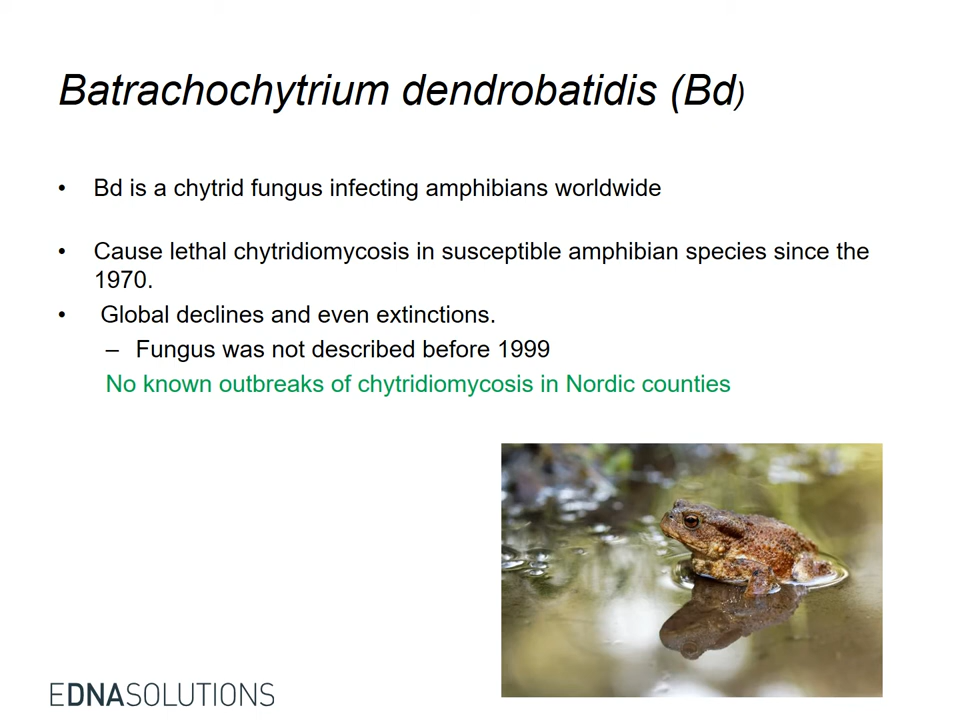 Batrachochytrium dendrobatidis (Bd)
• Bd is a chytrid fungus infecting amphibians worldwide
• Cause lethal chytridiomycosis in susceptible amphibian species since the
1970.
• Global declines and even extinctions.
– Fungus was not described before 1999
No known outbreaks of chytridiomycosis in Nordic counties
EDNASOLUTIONS